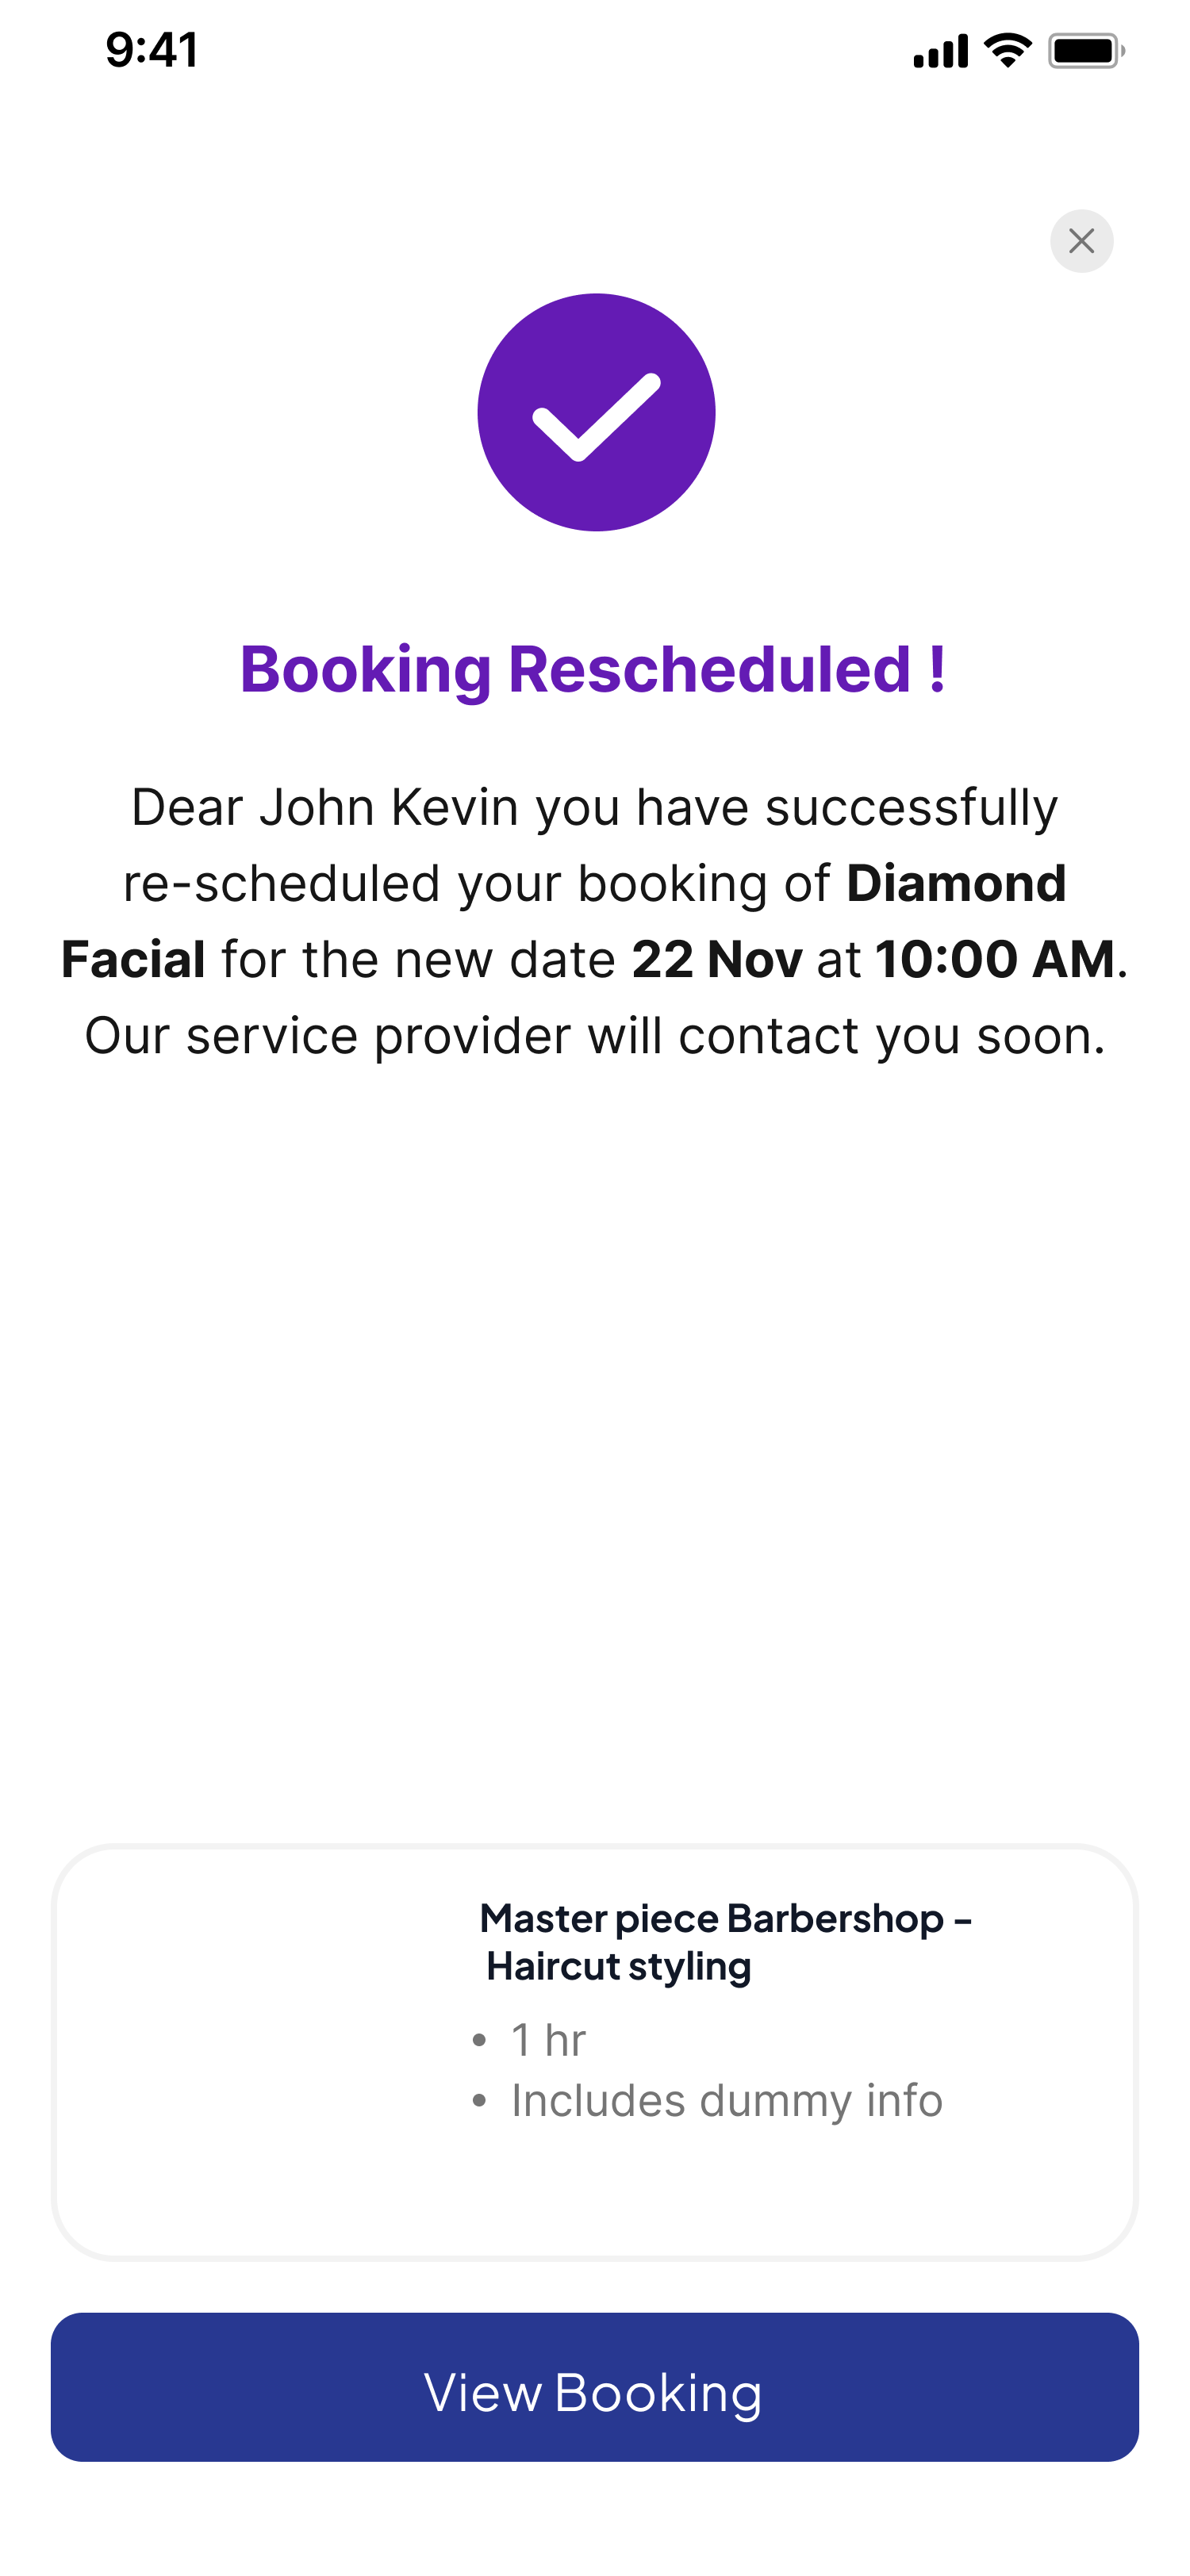 9:41
Booking Rescheduled !
Dear John Kevin you have successfully
re-scheduled your booking of Diamond
Facial for the new date 22 Nov at 10:00 AM.
Our service provider will contact you soon.
Master piece Barbershop –
Haircut styling
• 1 hr
• Includes dummy info
View Booking